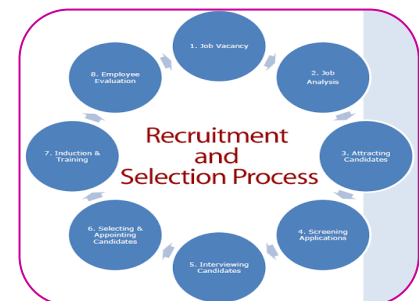 1. Job Vacancy
2. Job
Analysis
3. Attracting
Candidates
4. Screening
Applications
5. Interviewing
Candidates
6. Selecting &
Appointing
Candidates
7. Induction &
Training
8. Employee
Evaluation
Recruitment
and
Selection Process